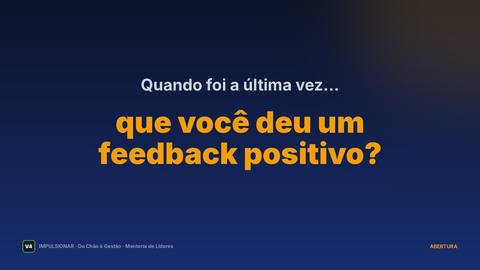 Quando foi a última vez...
que você deu um
feedback positivo?
V4 IMPULSIONAR · Do Chão à Gestão · Mentoria de Líderes
ABERTURA